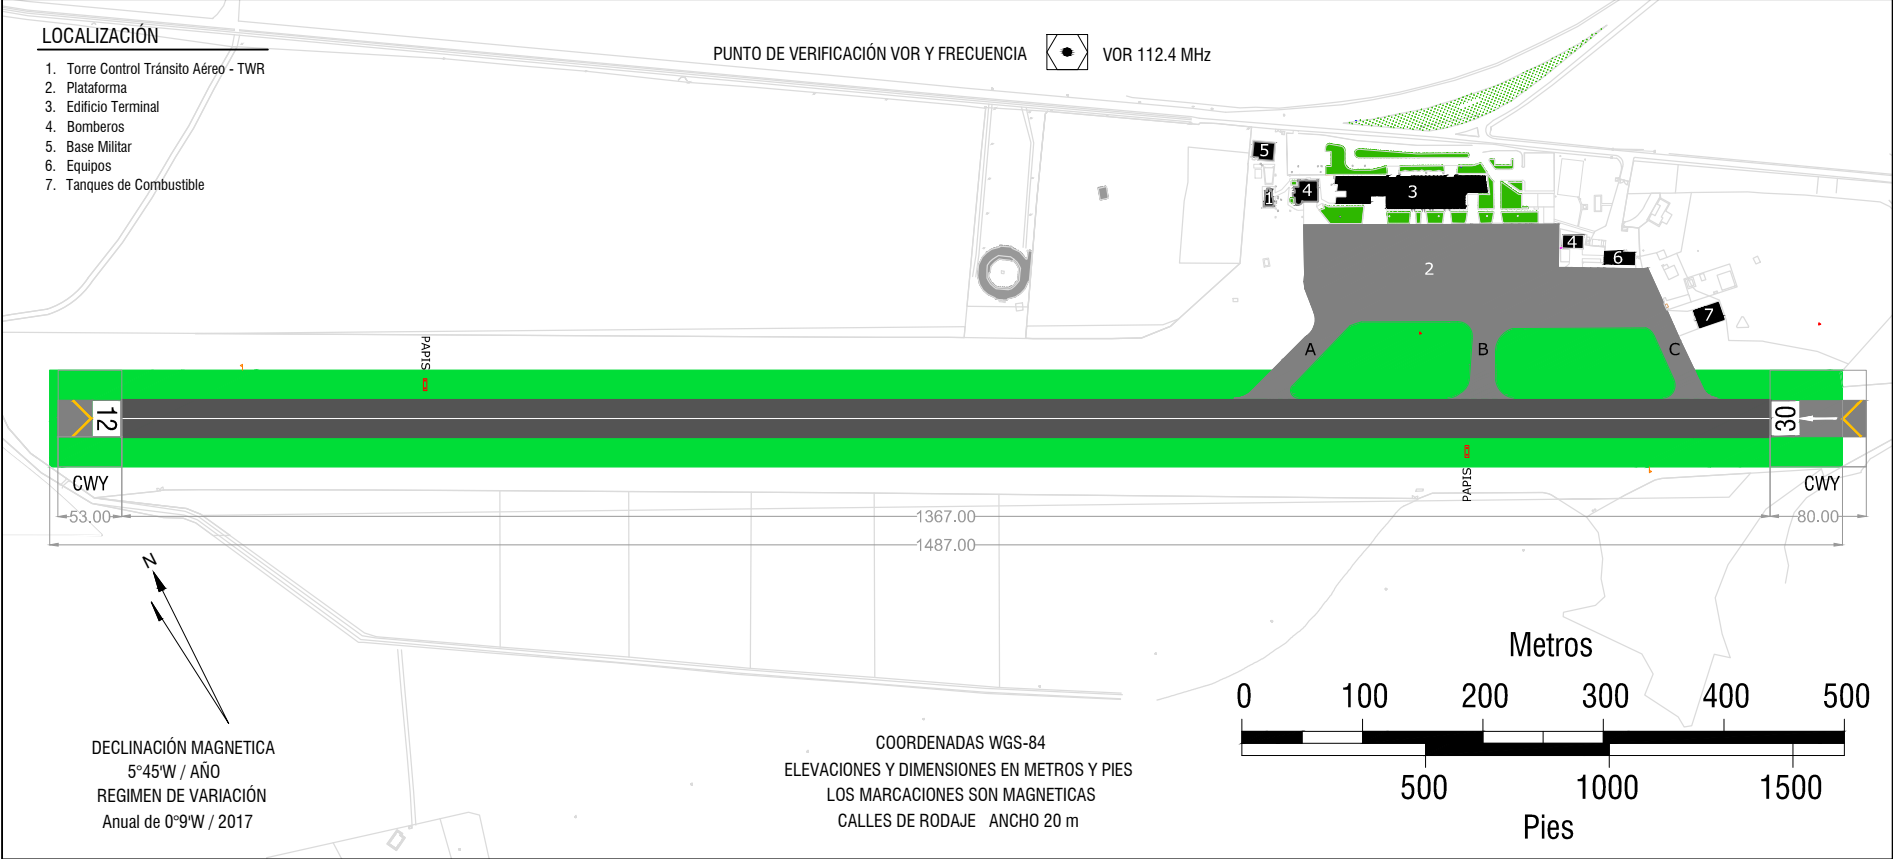 LOCALIZACIÓN
1. Torre Control Tránsito Aéreo - TWR
2. Plataforma
3. Edificio Terminal
4. Bomberos
5. Base Militar
6. Equipos
7. Tanques de Combustible
PUNTO DE VERIFICACIÓN VOR Y FRECUENCIA VOR 112.4 MHz
5
1
4
3
2
4
6
7
A
B
C
PAPIS
12
30
PAPIS
CWY
CWY
53.00
1367.00
80.00
1487.00
N
DECLINACIÓN MAGNETICA
5°45'W / AÑO
REGIMEN DE VARIACIÓN
Anual de 0°9'W / 2017
COORDENADAS WGS-84
ELEVACIONES Y DIMENSIONES EN METROS Y PIES
LOS MARCACIONES SON MAGNETICAS
CALLES DE RODAJE ANCHO 20 m
Metros
0 100 200 300 400 500
500 1000 1500
Pies